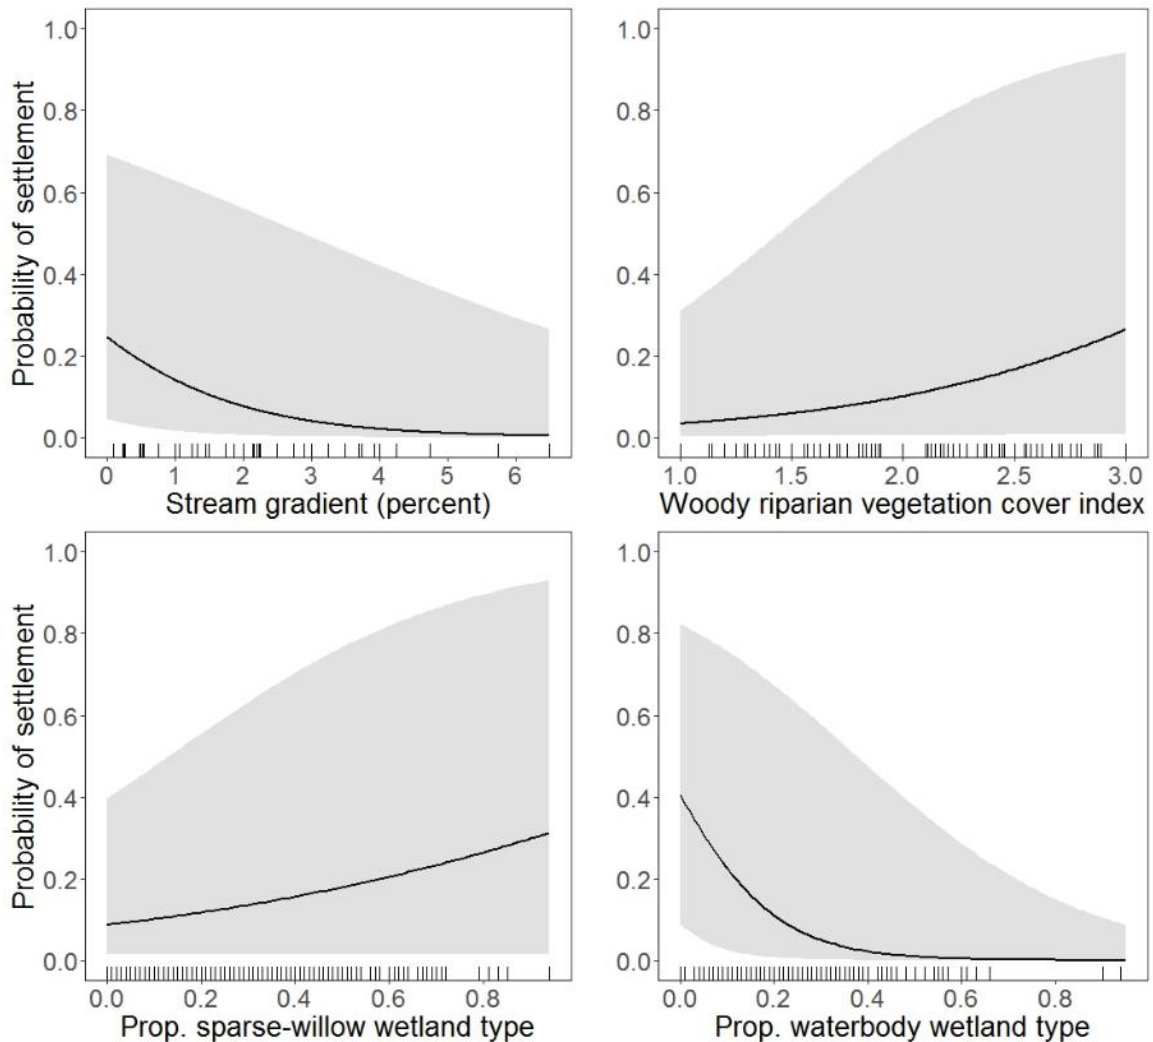 Probability of settlement
1.0
0.8
0.6
0.4
0.2
0.0
0 1 2 3 4 5 6
Stream gradient (percent)
1.0
0.8
0.6
0.4
0.2
0.0
1.0 1.5 2.0 2.5 3.0
Woody riparian vegetation cover index
Probability of settlement
1.0
0.8
0.6
0.4
0.2
0.0
0.0 0.2 0.4 0.6 0.8
Prop. sparse-willow wetland type
1.0
0.8
0.6
0.4
0.2
0.0
0.0 0.2 0.4 0.6 0.8
Prop. waterbody wetland type